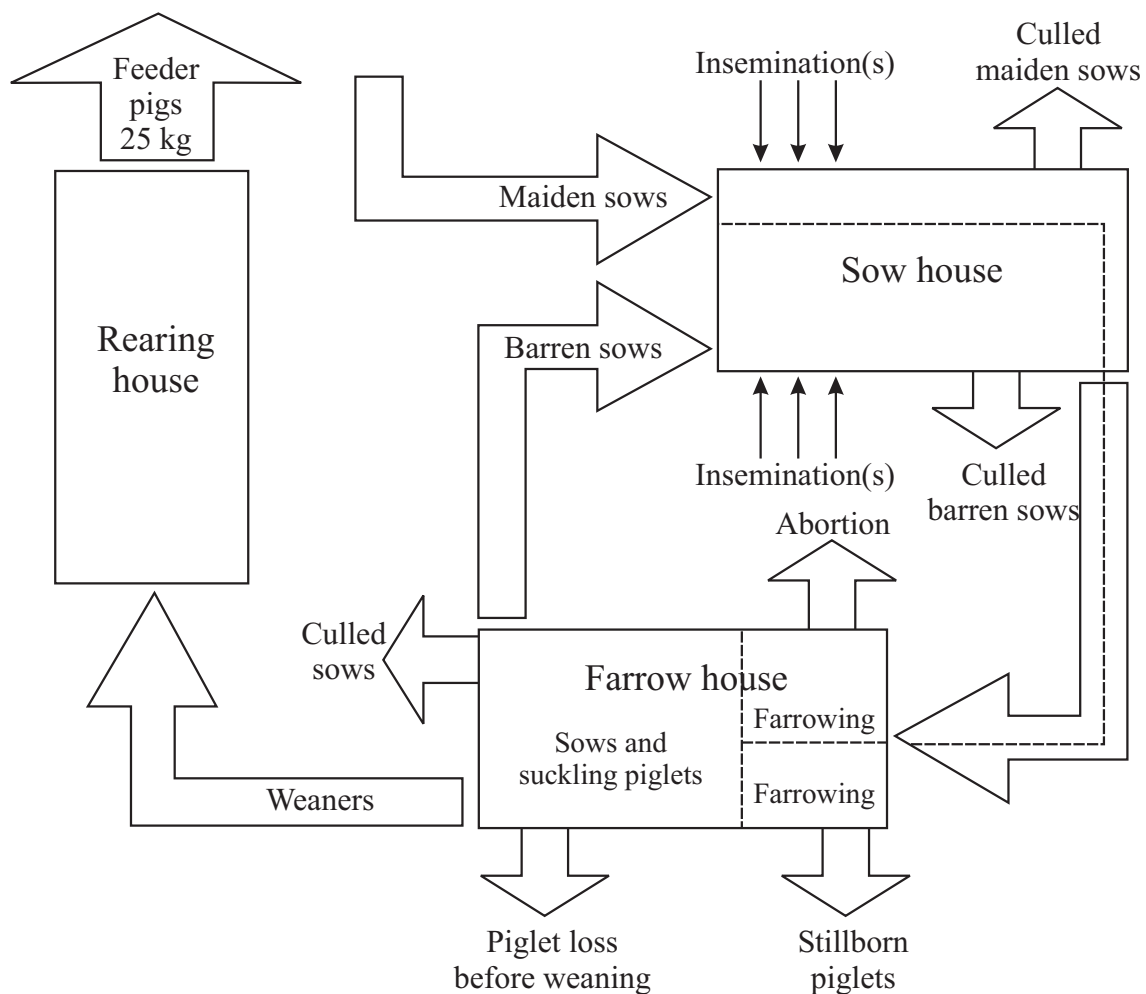 Feeder
pigs
25 kg
Insemination(s)
Culled
maiden sows
Maiden sows
Sow house
Rearing
house
Barren sows
Insemination(s)
Culled
barren sows
Abortion
Culled
sows
Farrow house
Farrowing
Sows and
suckling piglets
Farrowing
Weaners
Piglet loss
before weaning
Stillborn
piglets